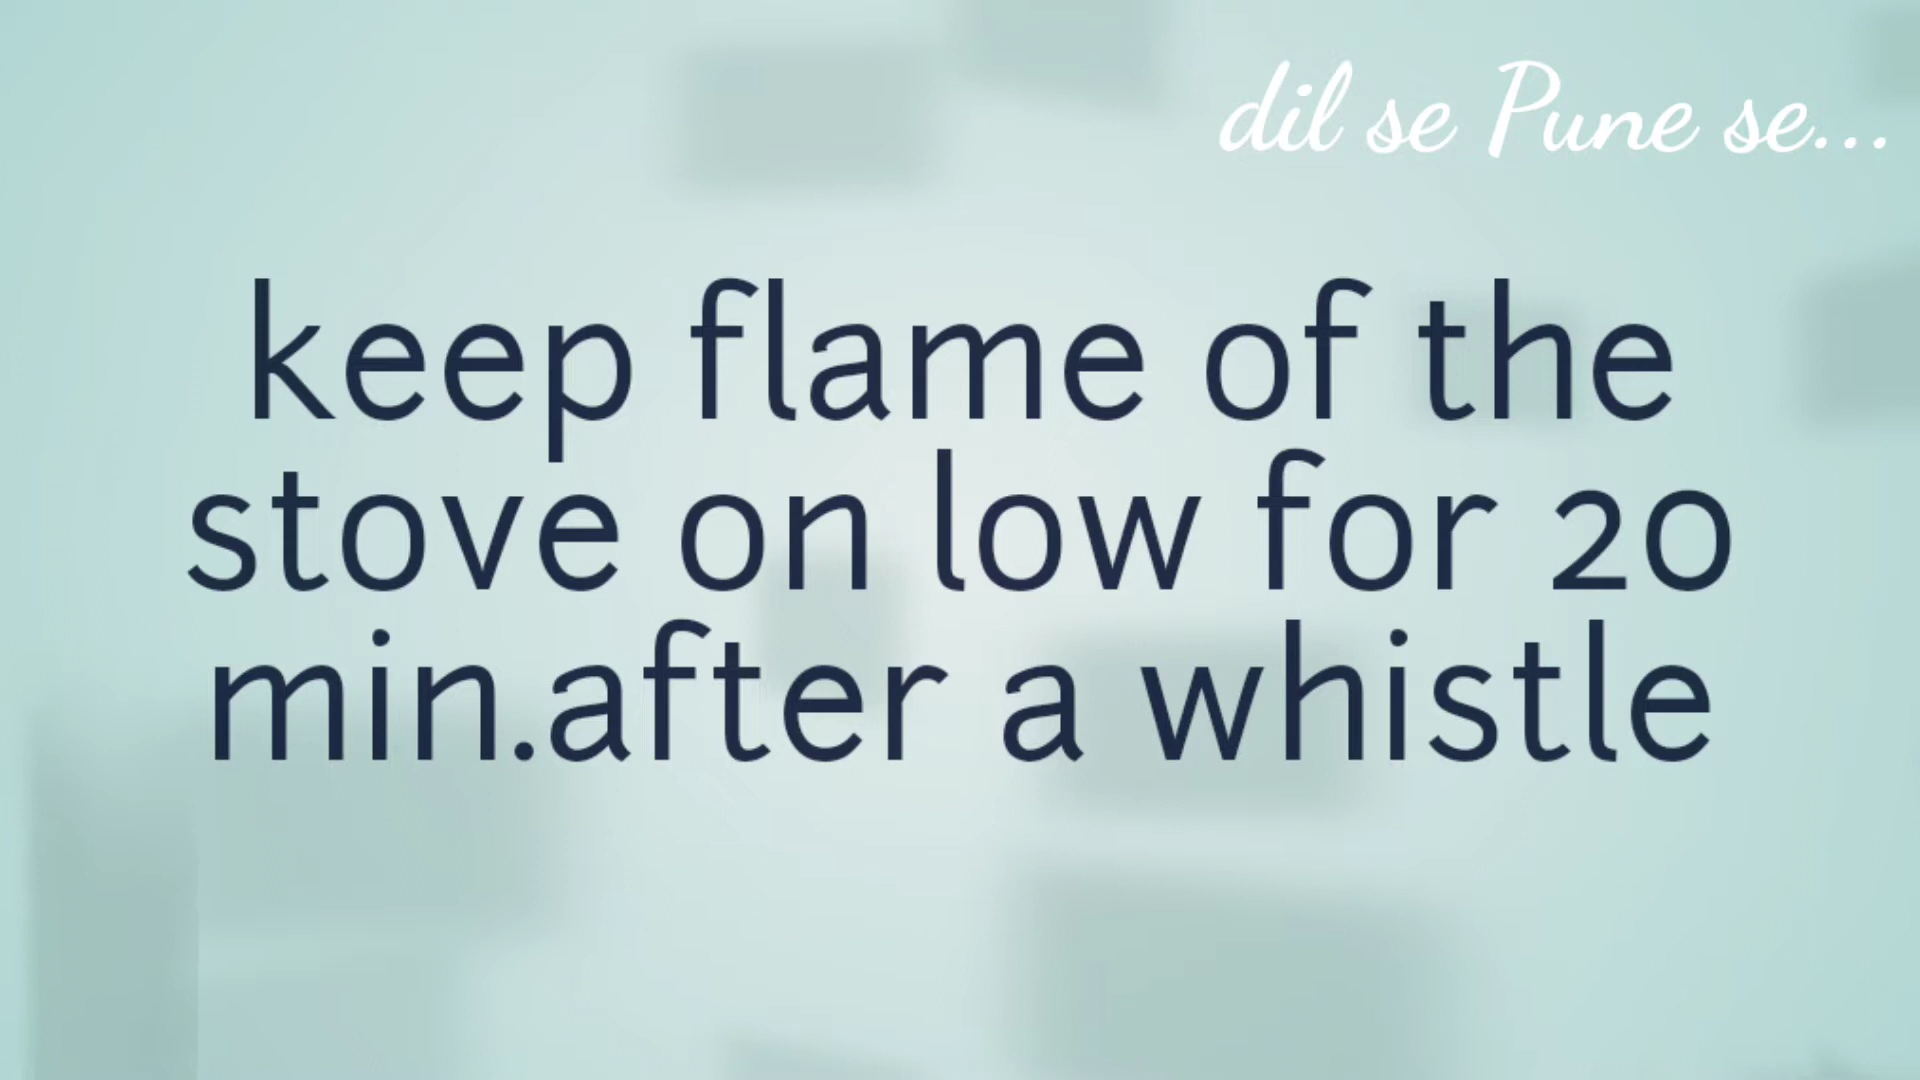 dil se Pune se...
keep flame of the
stove on low for 20
min.after a whistle